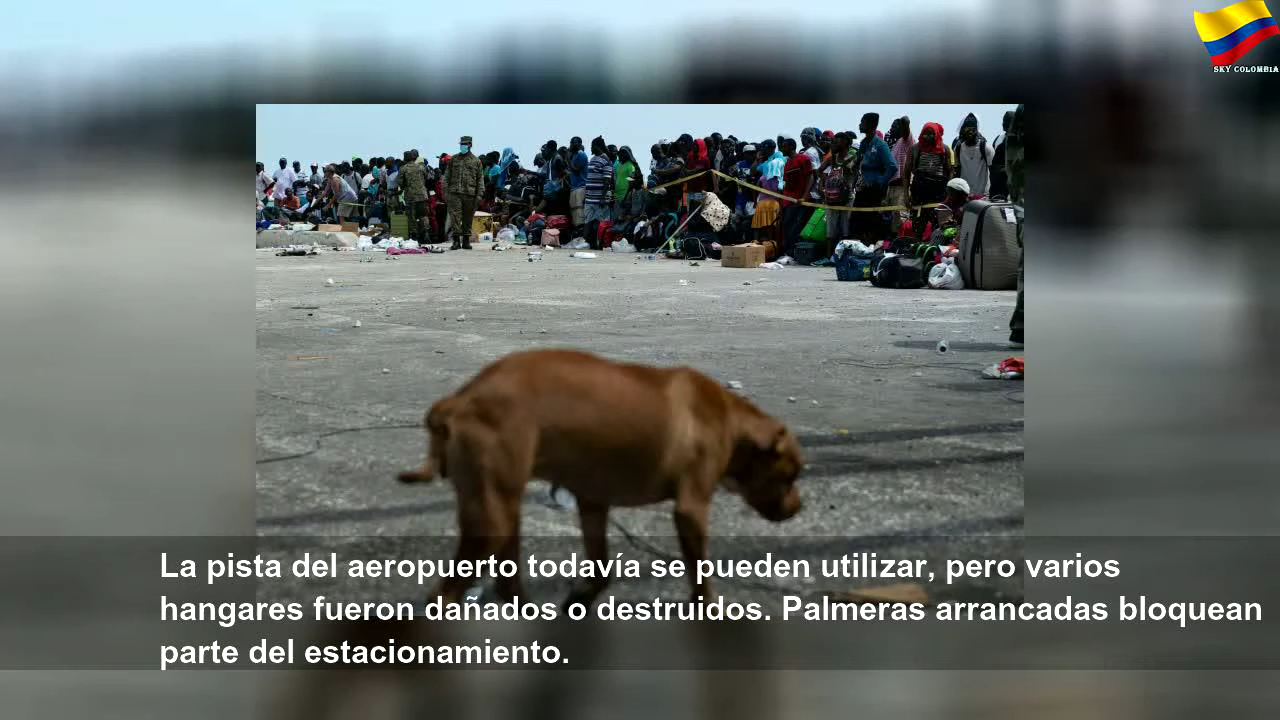 SKY COLOMBIA
La pista del aeropuerto todavía se pueden utilizar, pero varios
hangares fueron dañados o destruidos. Palmeras arrancadas bloquean
parte del estacionamiento.